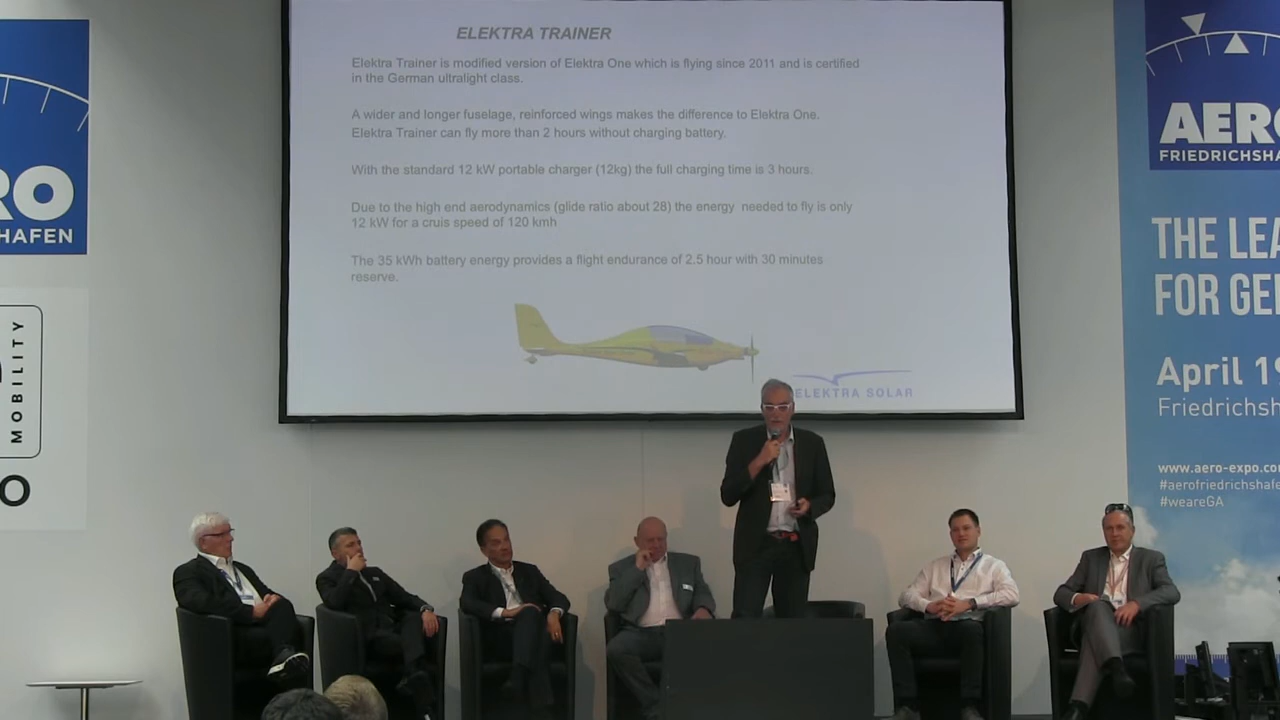 ELEKTRA TRAINER
Elektra Trainer is modified version of Elektra One which is flying since 2011 and is certified
in the German ultralight class.
A wider and longer fuselage, reinforced wings makes the difference to Elektra One.
Elektra Trainer can fly more than 2 hours without charging battery.
With the standard 12 kW portable charger (12kg) the full charging time is 3 hours.
Due to the high end aerodynamics (glide ratio about 28) the energy needed to fly is only
12 kW for a cruis speed of 120 kmh
The 35 kWh battery energy provides a flight endurance of 2.5 hour with 30 minutes
reserve.
ELEKTRA SOLAR
RO
HAFEN
MOBILITY
O
AERO
FRIEDRICHSHA
THE LEA
FOR GE
April 19
Friedrichsh
www.aero-expo.co
#aerofriedrichshafe
#weareGA